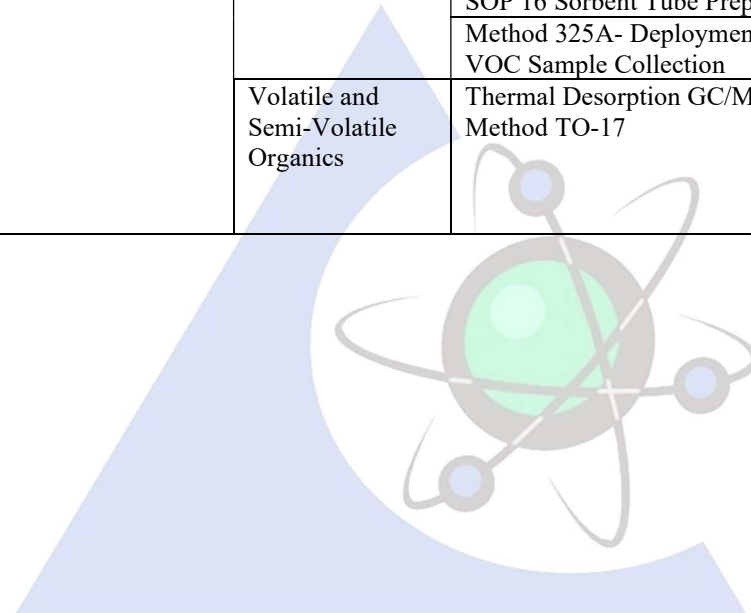 SOP 16 Sorbent Tube Prep
Method 325A- Deploymen
VOC Sample Collection
Volatile and
Semi-Volatile
Organics
Thermal Desorption GC/M
Method TO-17